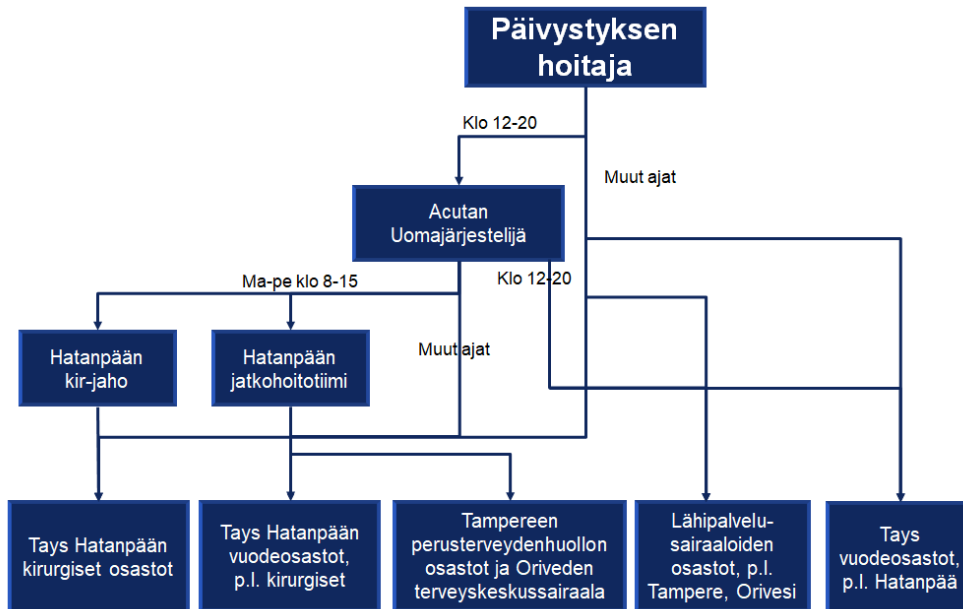 Päivystyksen
hoitaja
Klo 12-20
Muut ajat
Acutan
Uomajärjestelijä
Ma-pe klo 8-15
Klo 12-20
Hatanpään
kir-jaho
Hatanpään
jatkohoitotiimi
Muut ajat
Tays Hatanpään
kirurgiset osastot
Tays Hatanpään
vuodeosastot,
p.l. kirurgiset
Tampereen
perusterveydenhuollon
osastot ja Oriveden
terveyskeskussairaala
Lähipalvelu-
sairaaloiden
osastot, p.l.
Tampere, Orivesi
Tays
vuodeosastot,
p.l. Hatanpää